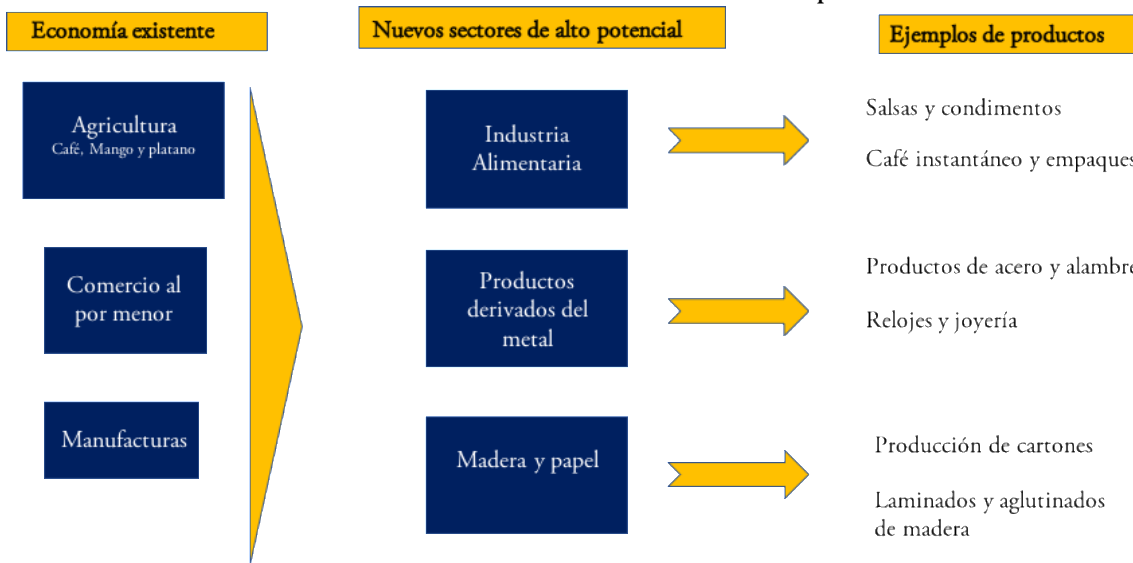 Economía existente
Nuevos sectores de alto potencial
Ejemplos de productos
Agricultura
Café, Mango y platano
Comercio al
por menor
Manufacturas
Industria
Alimentaria
Productos
derivados del
metal
Madera y papel
Salsas y condimentos
Café instantáneo y empaques
Productos de acero y alambre
Relojes y joyería
Producción de cartones
Laminados y aglutinados
de madera